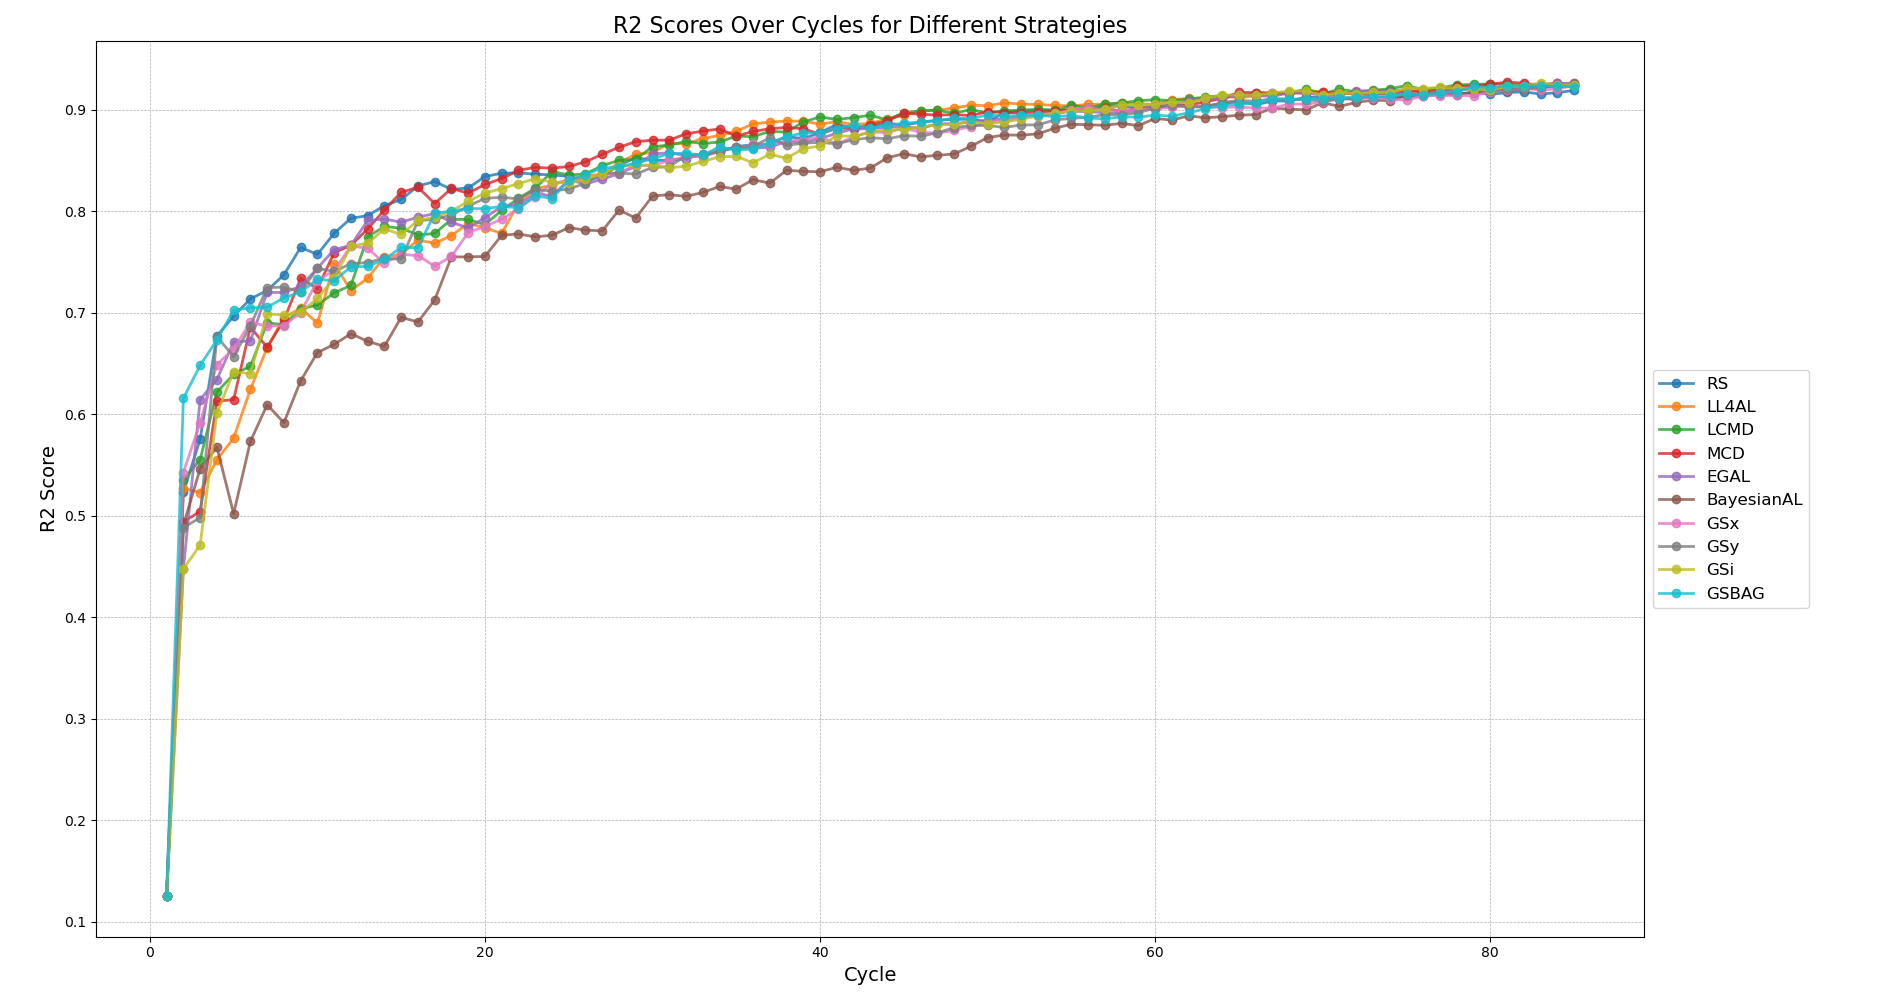 R2 Scores Over Cycles for Different Strategies
R2 Score
0.9
0.8
0.7
0.6
0.5
0.4
0.3
0.2
0.1
0
20
40
60
80
Cycle
RS
LL4AL
LCMD
MCD
EGAL
BayesianAL
GSx
GSy
GSi
GSBAG